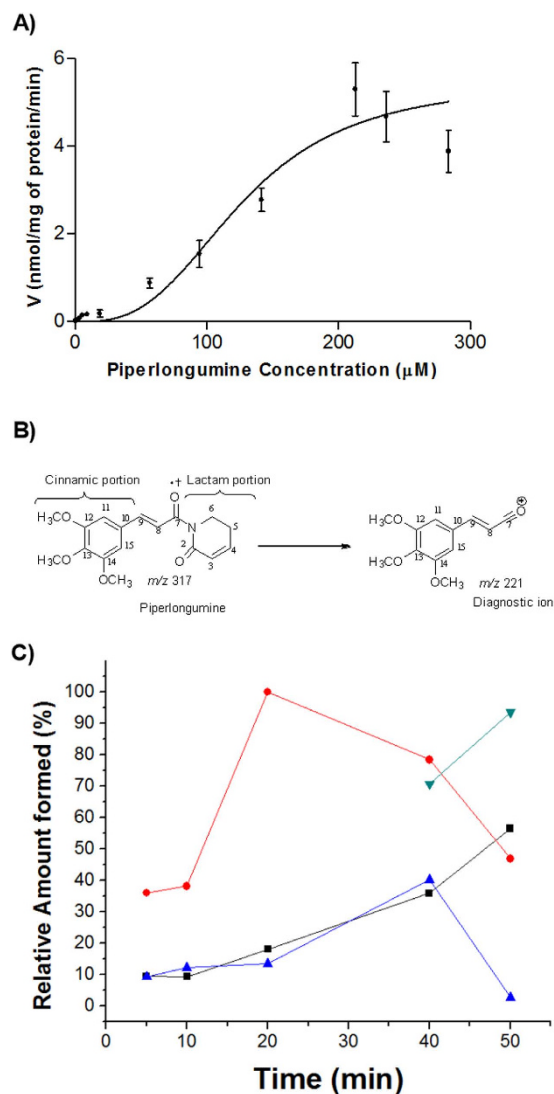 A)
V (nmol/mg of protein/min)
6
4
2
0
0 100 200 300
Piperlongumine Concentration (µM)
B)
Cinnamic portion
Lactam portion
H₃CO
H₃CO
OCH₃
O
N
O
2 3 4 5 6 7 8 9 10 11 12 13 14 15
m/z 317
Piperlongumine
H₃CO
H₃CO
OCH₃
O
7 8 9 10 11 12 13 14 15
m/z 221
Diagnostic ion
C)
Relative Amount formed (%)
100
90
80
70
60
50
40
30
20
10
0
0 10 20 30 40 50
Time (min)